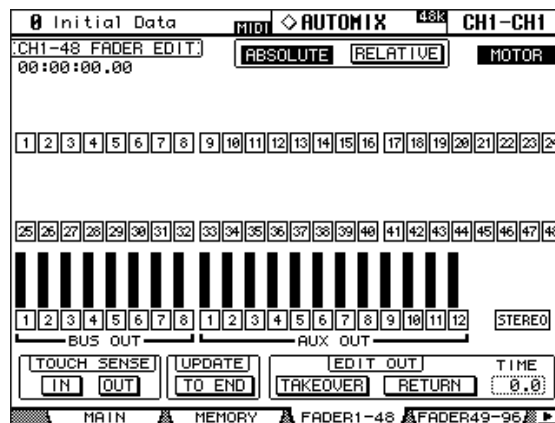 0 Initial Data MIDI ◇AUTOMIX 48K CH1-CH1
CH1-48 FADER EDIT ABSOLUTE RELATIVE MOTOR
00:00:00.00
1 2 3 4 5 6 7 8 9 10 11 12 13 14 15 16 17 18 19 20 21 22 23 24
25 26 27 28 29 30 31 32 33 34 35 36 37 38 39 40 41 42 43 44 45 46 47 48
1 2 3 4 5 6 7 8 1 2 3 4 5 6 7 8 9 10 11 12 STEREO
BUS OUT AUX OUT
TOUCH SENSE UPDATE EDIT OUT TIME
IN OUT TO END TAKEOVER RETURN 0.0
MAIN MEMORY FADER1-48 FADER49-96